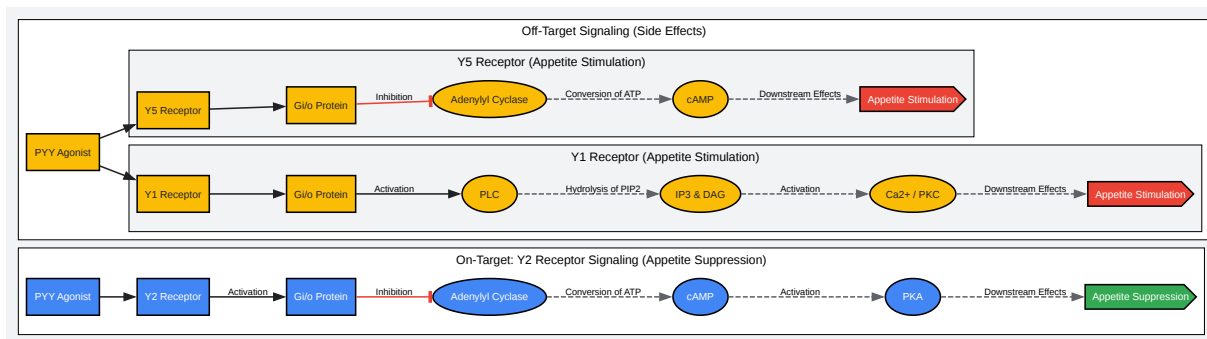 Off-Target Signaling (Side Effects)
Y5 Receptor (Appetite Stimulation)
Y5 Receptor
Gi/o Protein
Inhibition
Adenylyl Cyclase
Conversion of ATP
cAMP
Downstream Effects
Appetite Stimulation
PYY Agonist
Y1 Receptor (Appetite Stimulation)
Y1 Receptor
Gi/o Protein
Activation
PLC
Hydrolysis of PIP2
IP3 & DAG
Activation
Ca2+ / PKC
Downstream Effects
Appetite Stimulation
On-Target: Y2 Receptor Signaling (Appetite Suppression)
PYY Agonist
Y2 Receptor
Activation
Gi/o Protein
Inhibition
Adenylyl Cyclase
Conversion of ATP
cAMP
Activation
PKA
Downstream Effects
Appetite Suppression